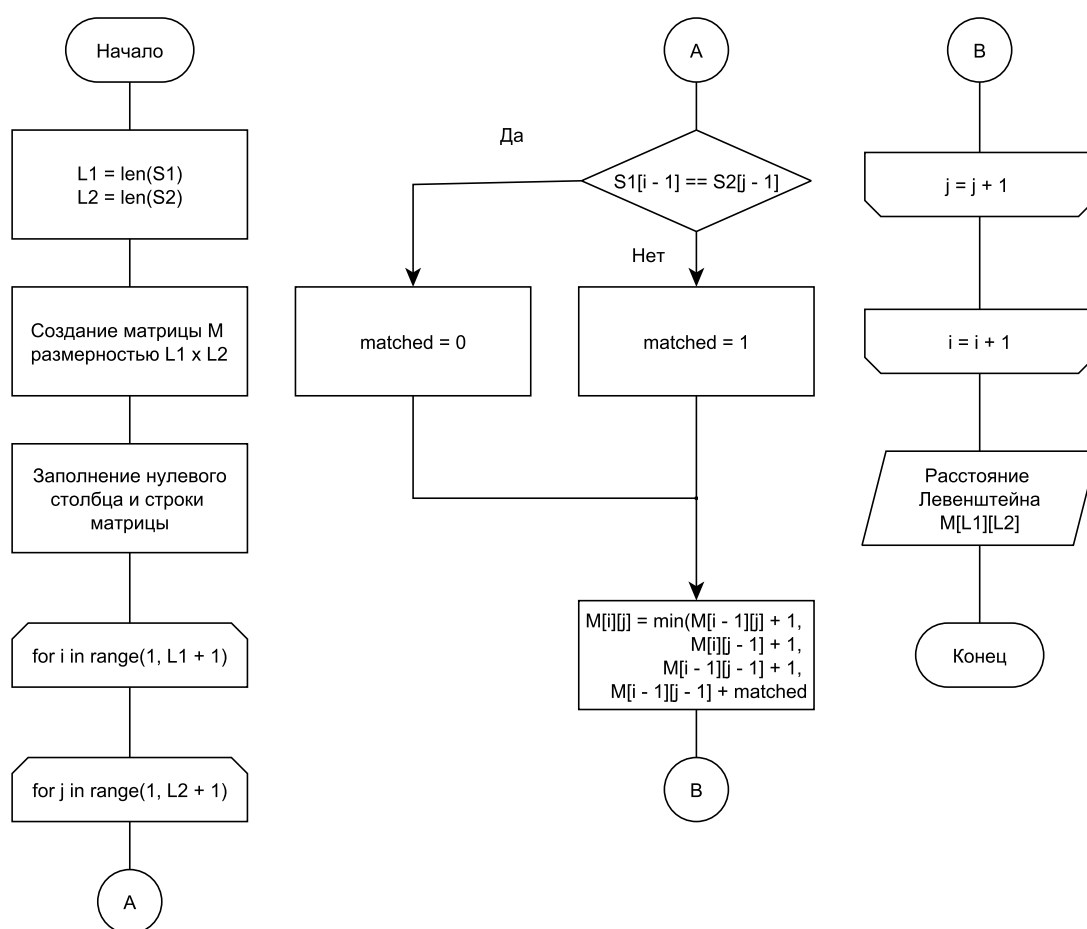 Начало
L1 = len(S1)
L2 = len(S2)
Создание матрицы M
размерностью L1 x L2
Заполнение нулевого
столбца и строки
матрицы
for i in range(1, L1 + 1)
for j in range(1, L2 + 1)
A
A
Да
S1[i - 1] == S2[j - 1]
Нет
matched = 0
matched = 1
M[i][j] = min(M[i - 1][j] + 1,
M[i][j - 1] + 1,
M[i - 1][j - 1] + 1,
M[i - 1][j - 1] + matched
B
B
j = j + 1
i = i + 1
Расстояние
Левенштейна
M[L1][L2]
Конец